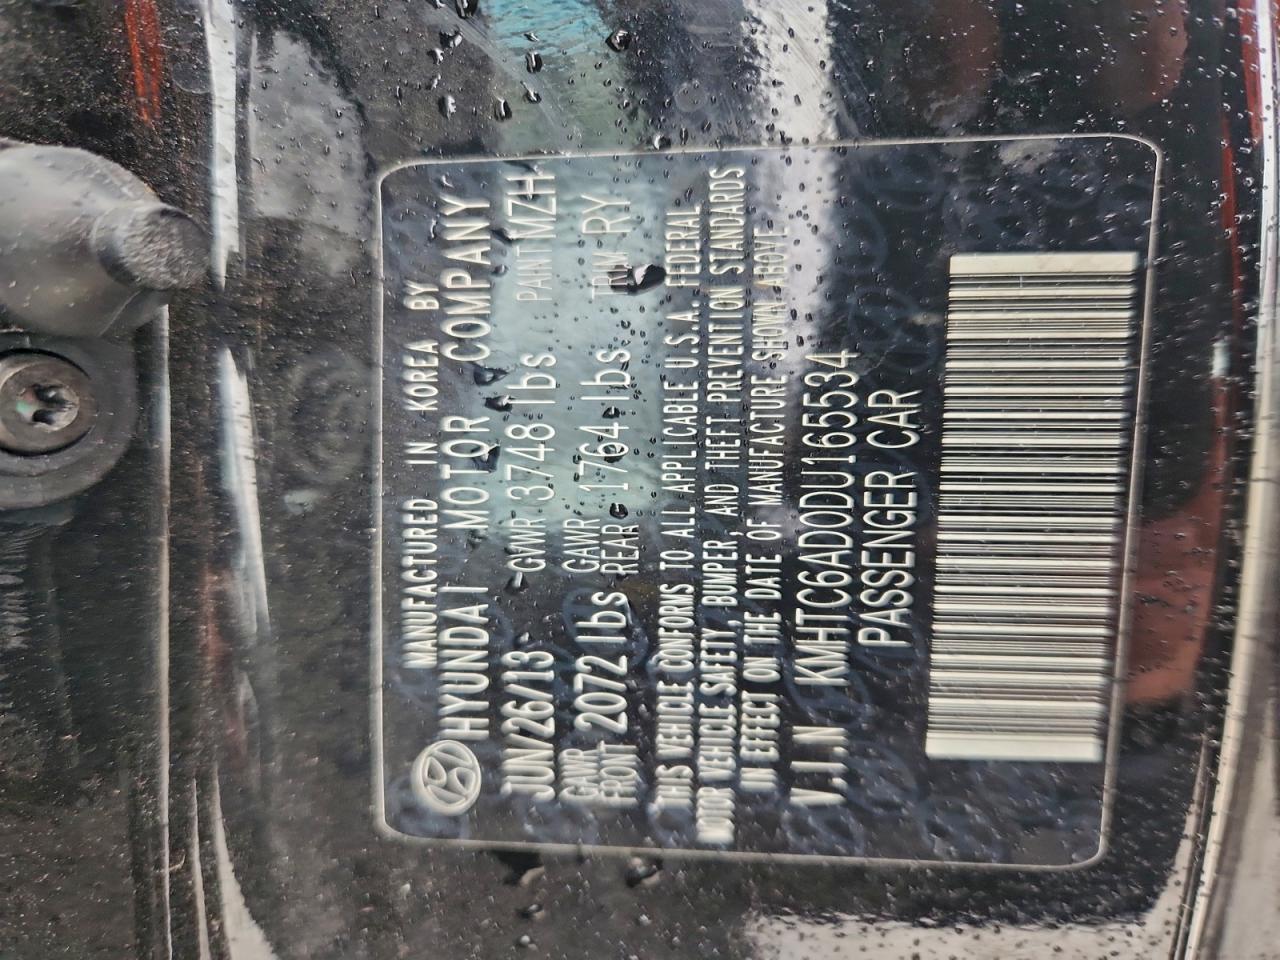 MANUFACTURED IN KOREA BY
HYUNDAI MOTOR COMPANY
JUN/26/13 GVWR 3748 lbs PAINT MZH
GAWR FRONT 2072 lbs GAWR REAR 1764 lbs TRIM RY
THIS VEHICLE CONFORMS TO ALL APPLICABLE U.S.A. FEDERAL
MOTOR VEHICLE SAFETY, BUMPER, AND THEFT PREVENTION STANDARDS
IN EFFECT ON THE DATE OF MANUFACTURE SHOWN ABOVE.
V.I.N KMHTC6AD0DU165534
PASSENGER CAR